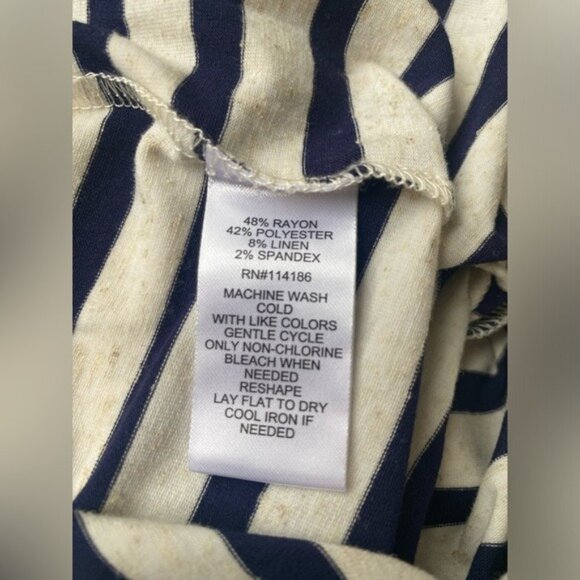 48% RAYON
42% POLYESTER
8% LINEN
2% SPANDEX
RN#114186
MACHINE WASH
COLD
WITH LIKE COLORS
GENTLE CYCLE
ONLY NON-CHLORINE
BLEACH WHEN
NEEDED
RESHAPE
LAY FLAT TO DRY
COOL IRON IF
NEEDED